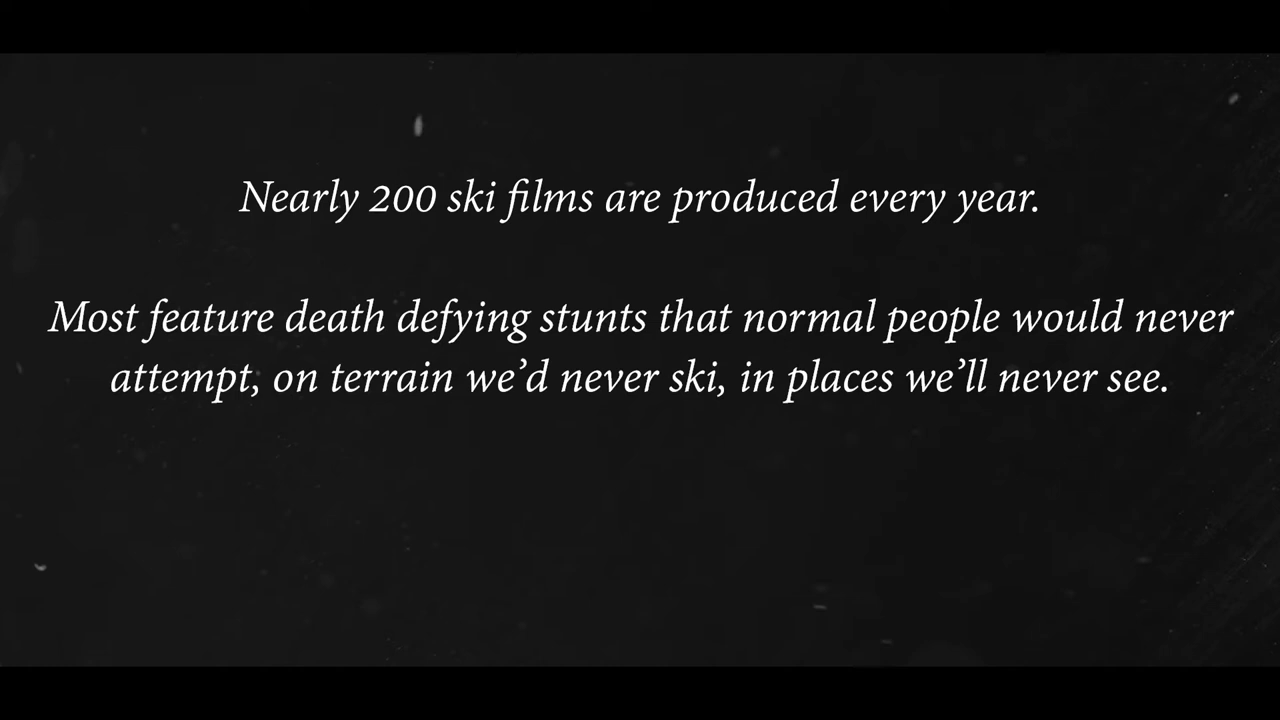 Nearly 200 ski films are produced every year.
Most feature death defying stunts that normal people would never
attempt, on terrain we’d never ski, in places we’ll never see.